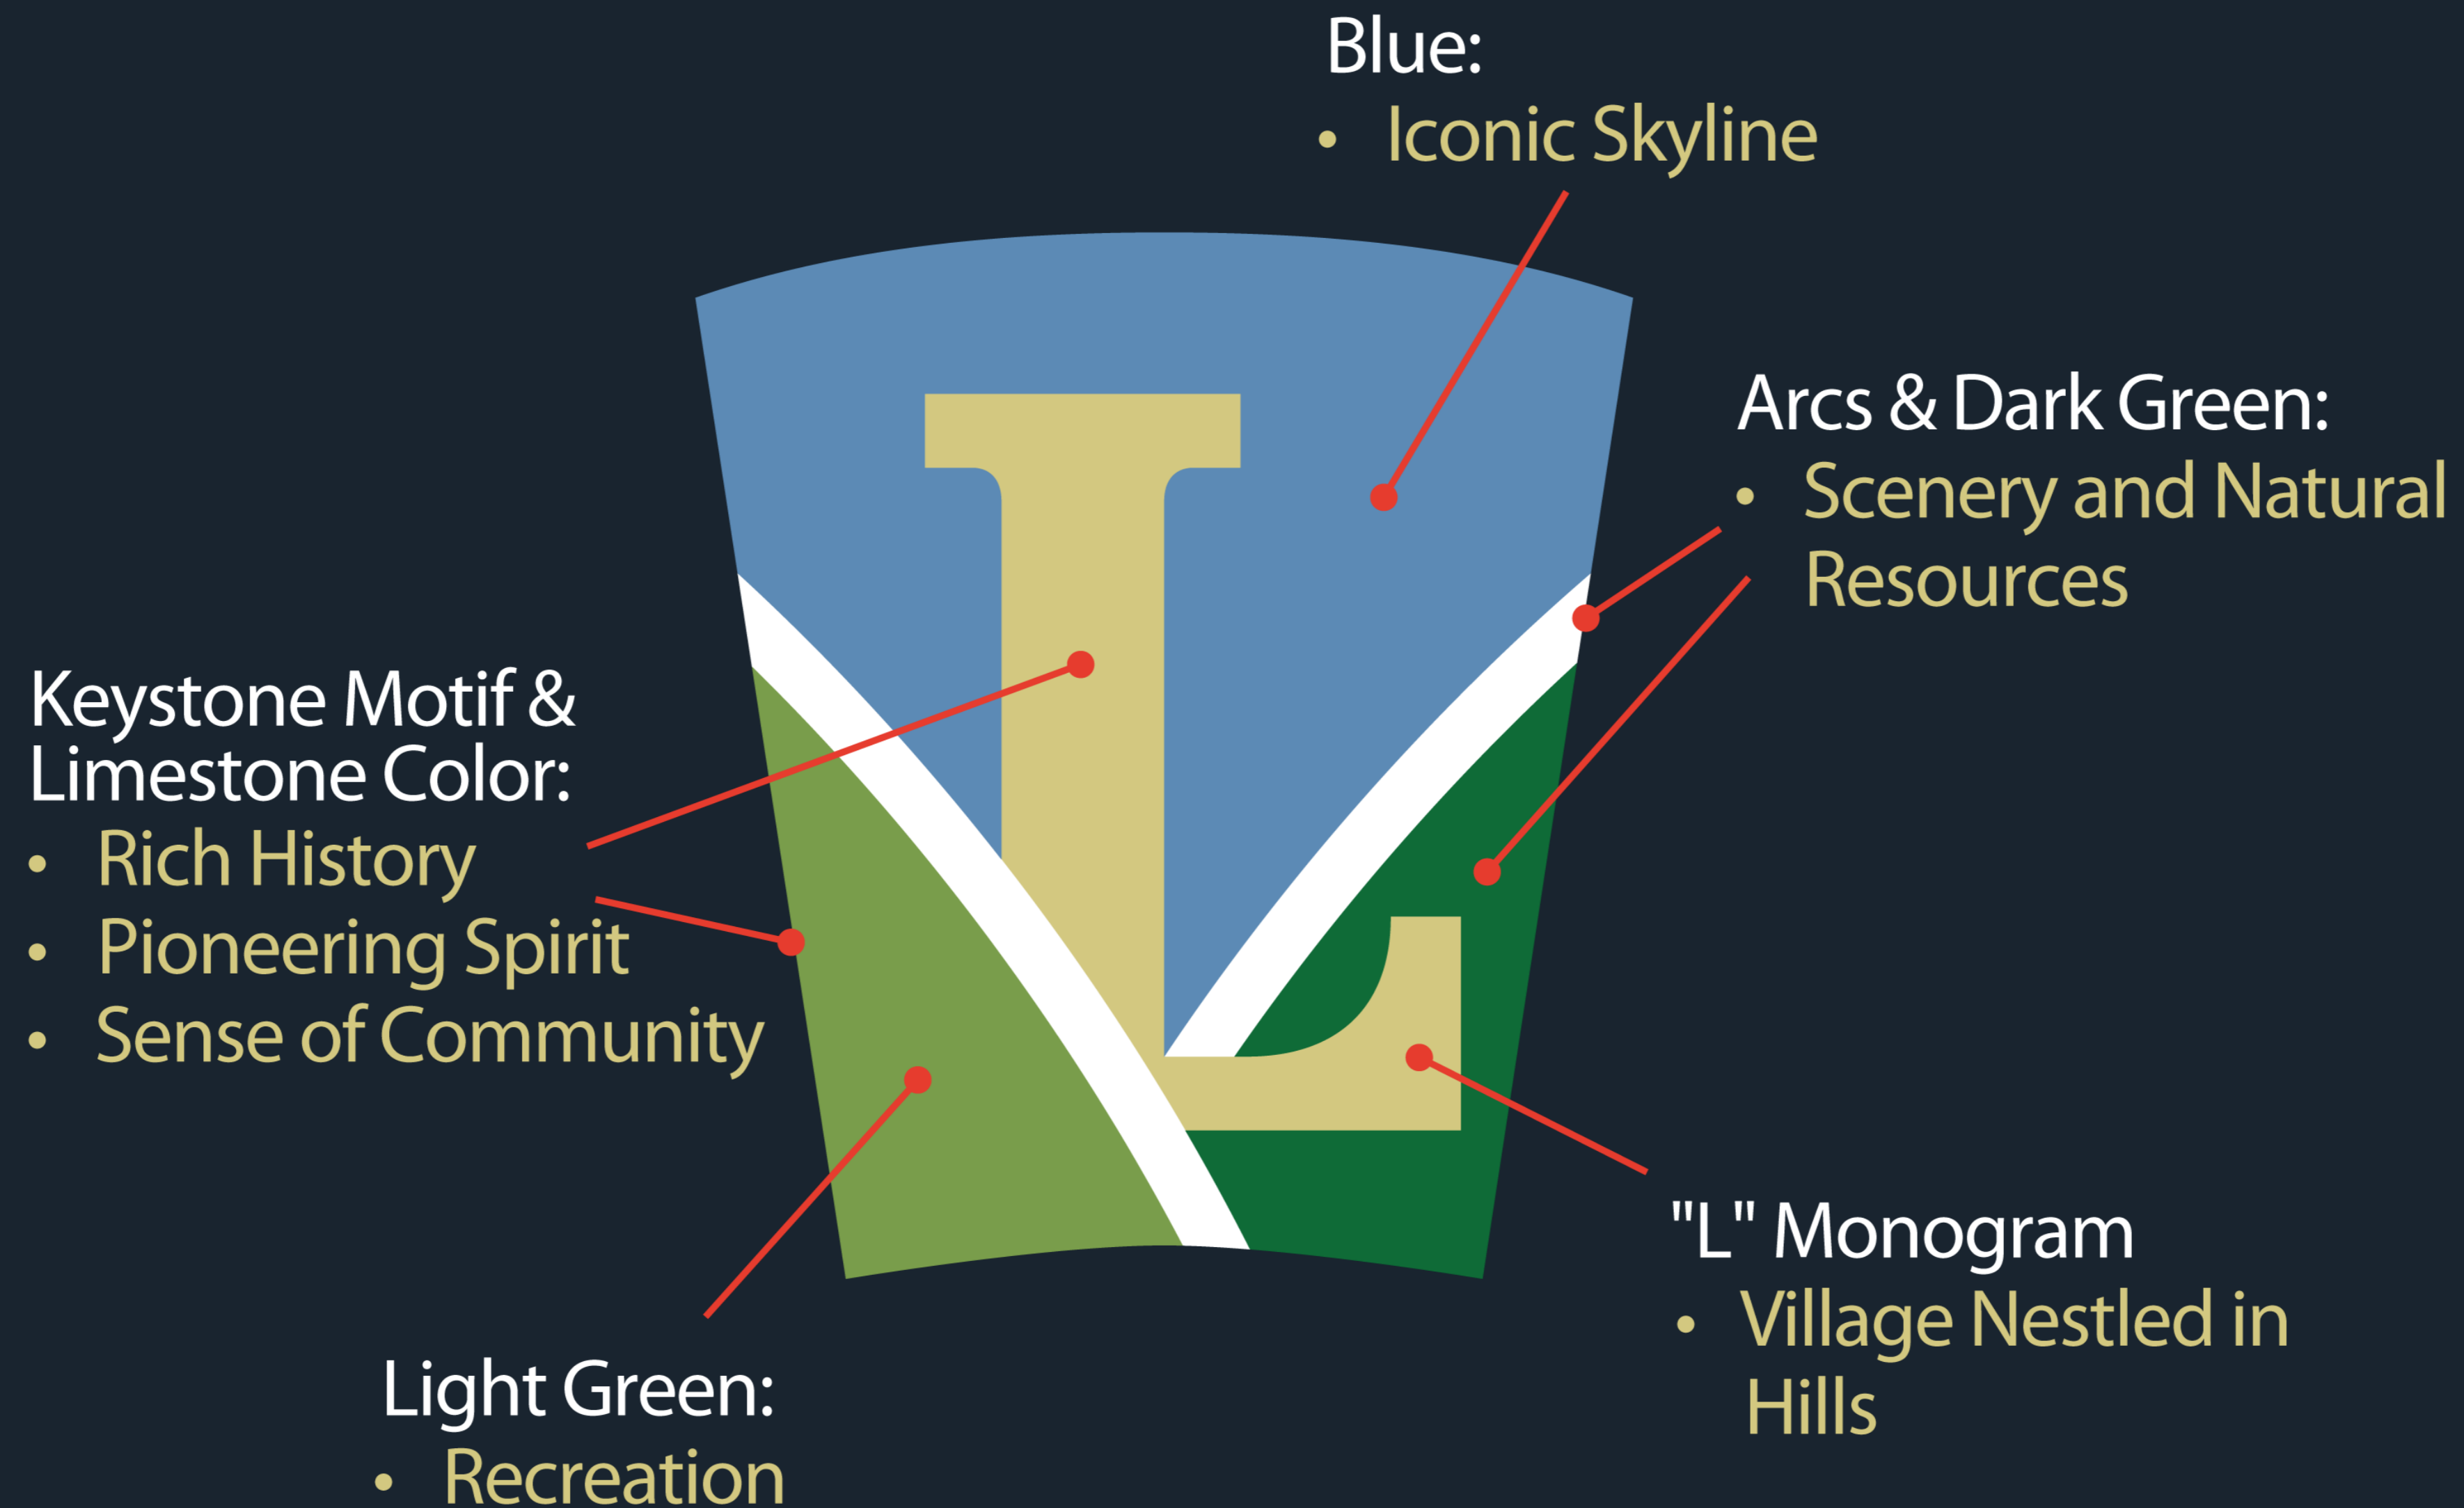 Blue:
• Iconic Skyline
Arcs & Dark Green:
• Scenery and Natural
Resources
Keystone Motif &
Limestone Color:
• Rich History
• Pioneering Spirit
• Sense of Community
L
"L" Monogram
• Village Nestled in
Hills
Light Green:
• Recreation